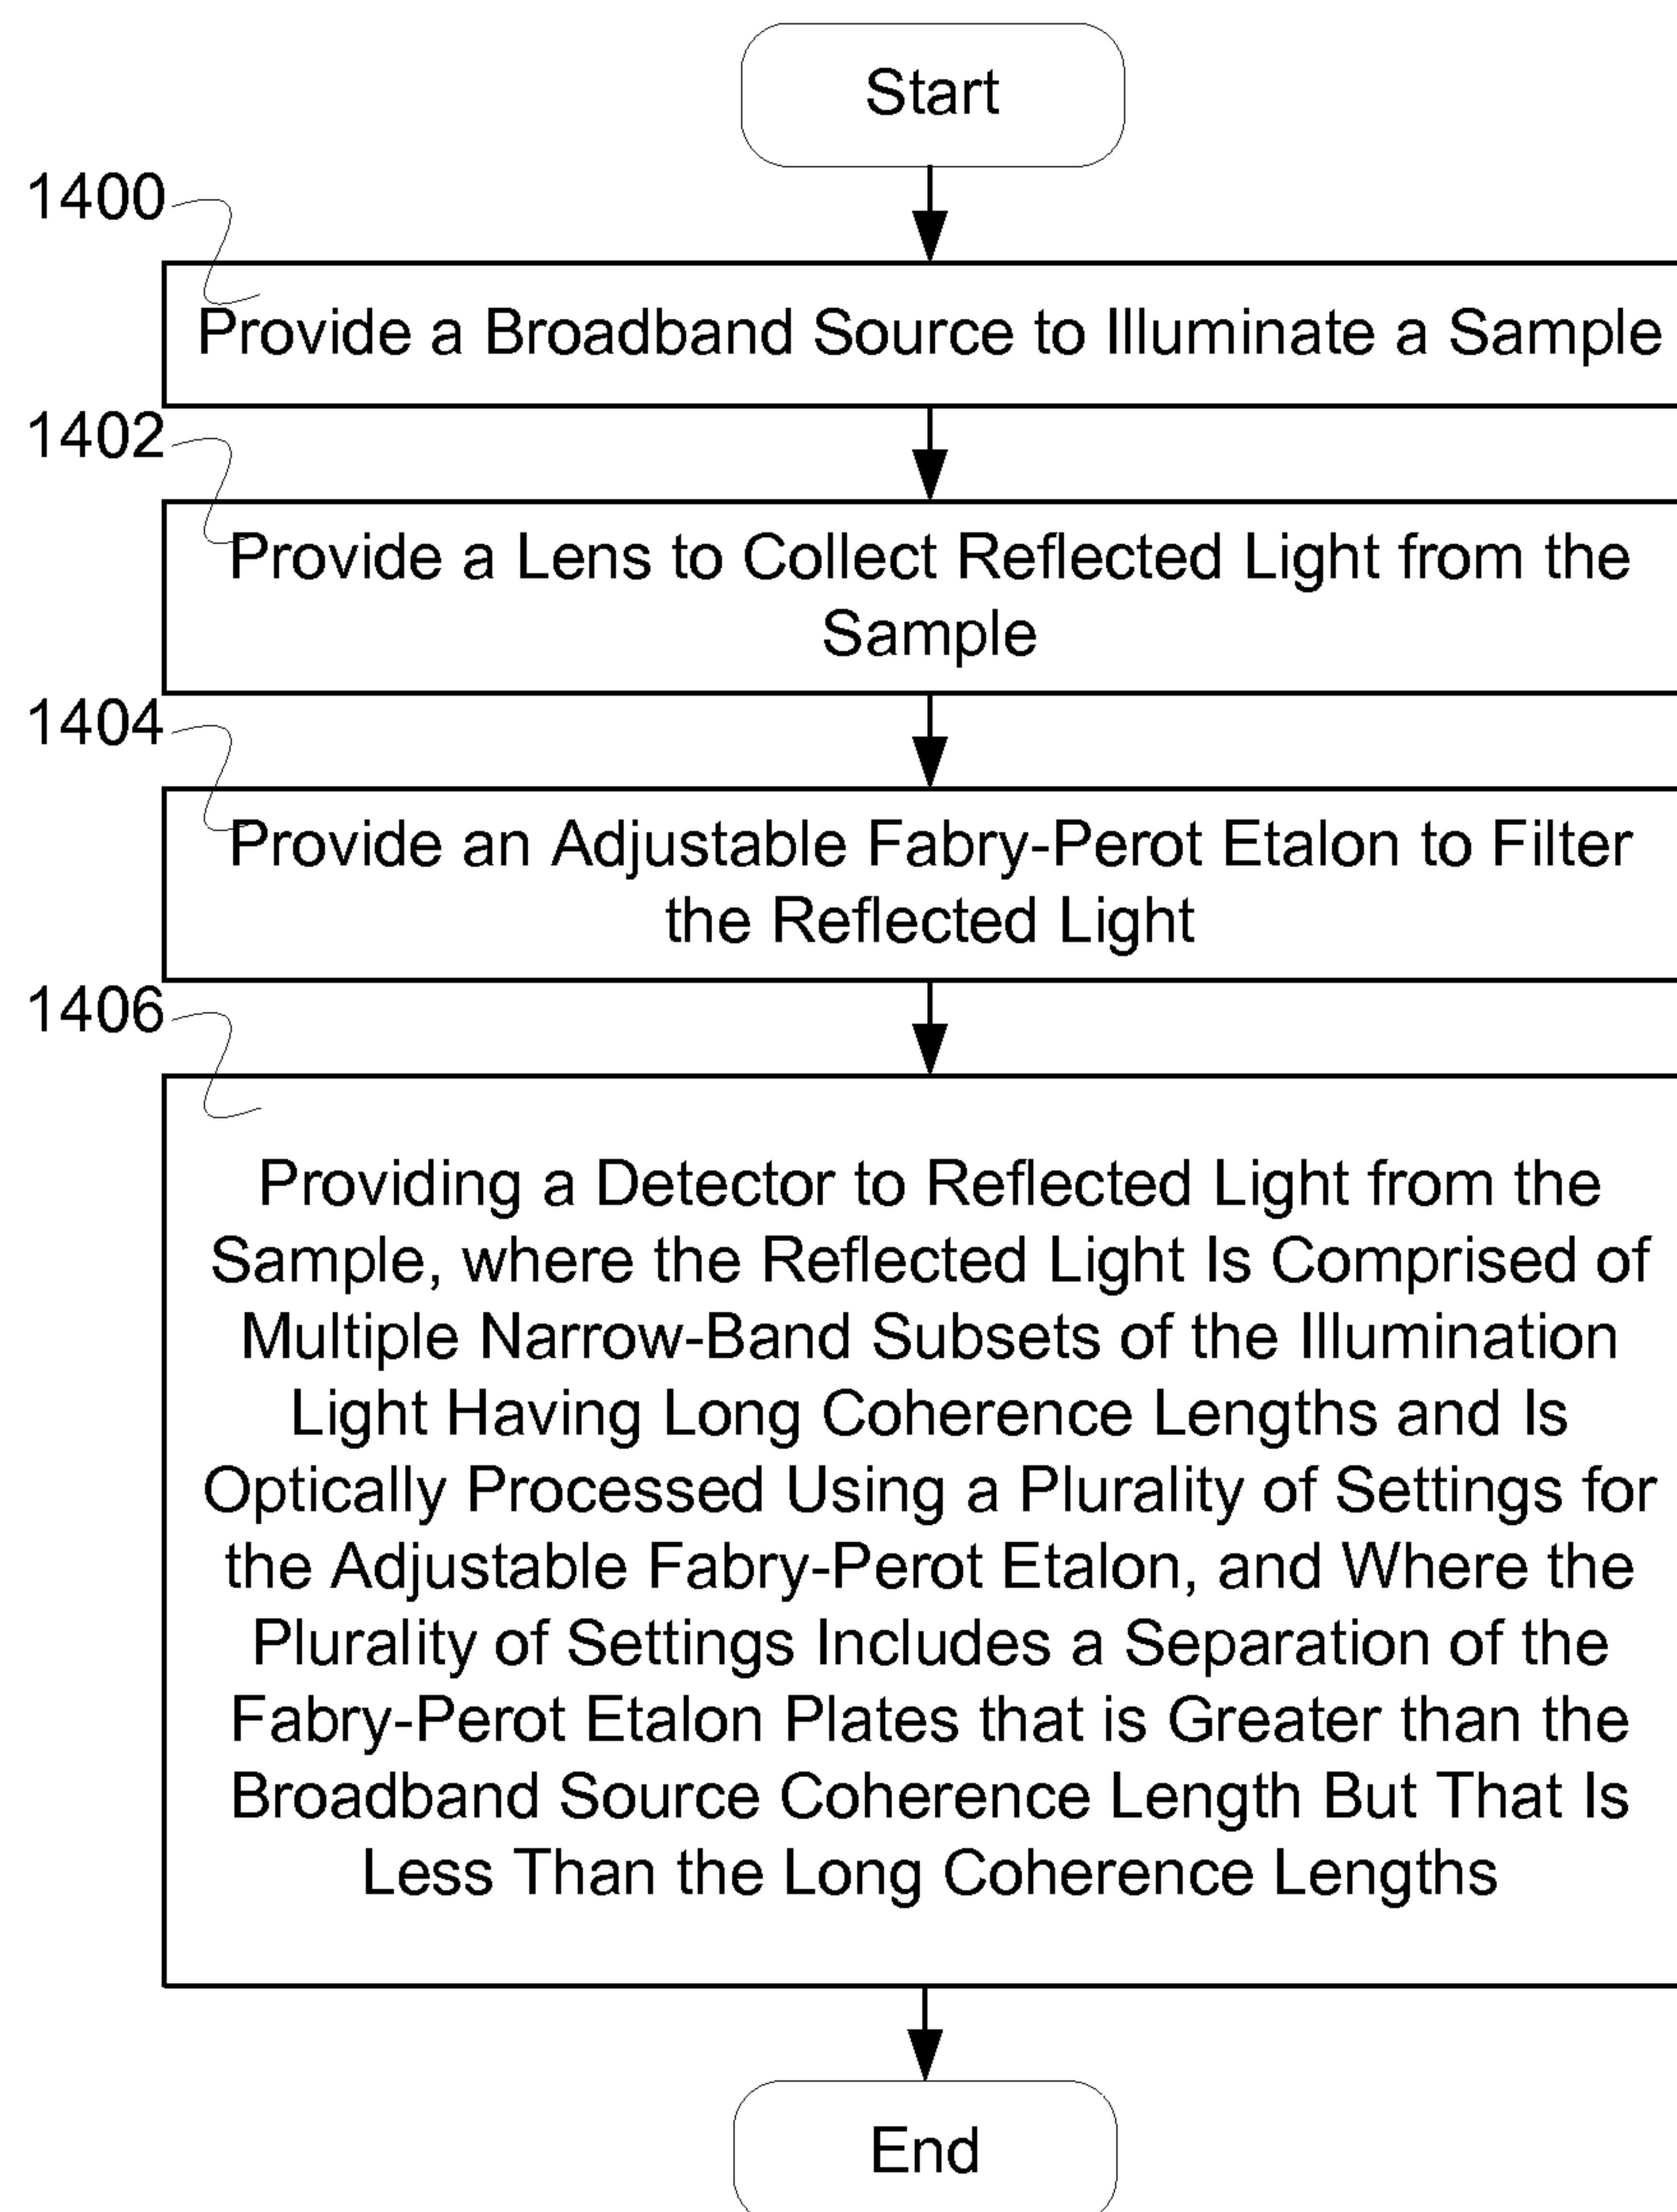 Start
1400
Provide a Broadband Source to Illuminate a Sample
1402
Provide a Lens to Collect Reflected Light from the
Sample
1404
Provide an Adjustable Fabry-Perot Etalon to Filter
the Reflected Light
1406
Providing a Detector to Reflected Light from the
Sample, where the Reflected Light Is Comprised of
Multiple Narrow-Band Subsets of the Illumination
Light Having Long Coherence Lengths and Is
Optically Processed Using a Plurality of Settings for
the Adjustable Fabry-Perot Etalon, and Where the
Plurality of Settings Includes a Separation of the
Fabry-Perot Etalon Plates that is Greater than the
Broadband Source Coherence Length But That Is
Less Than the Long Coherence Lengths
End